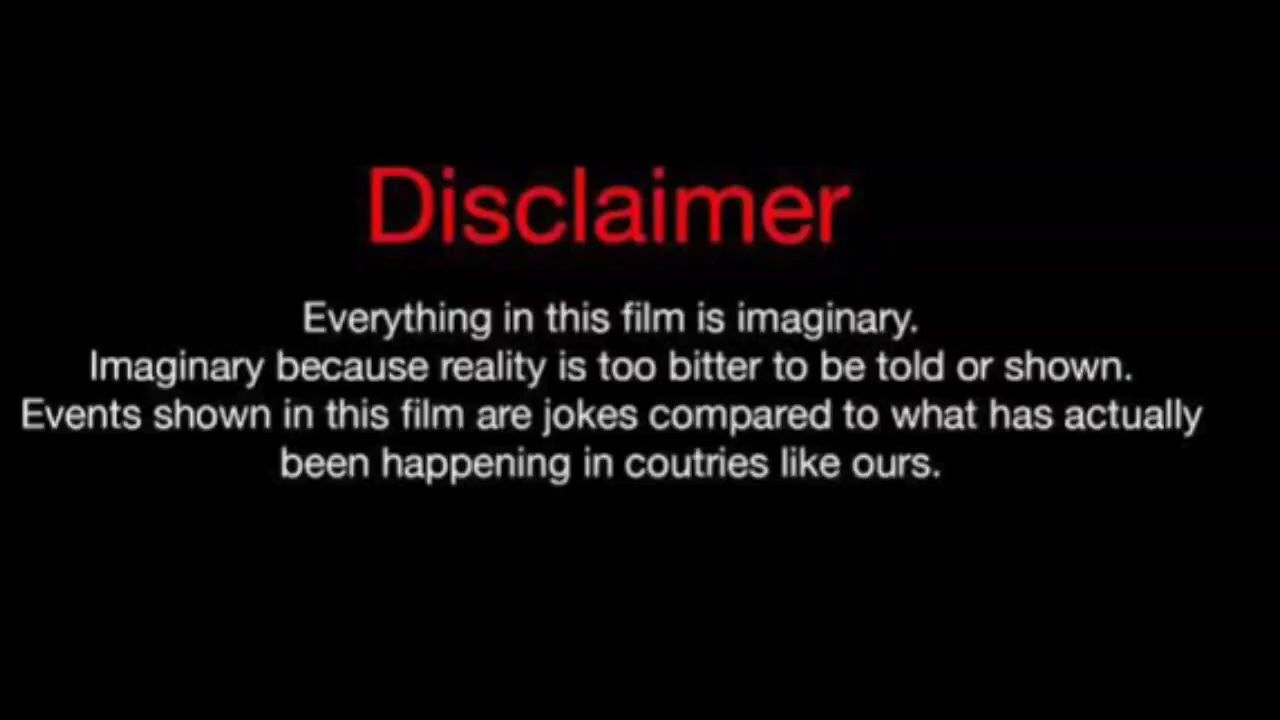 Disclaimer
Everything in this film is imaginary.
Imaginary because reality is too bitter to be told or shown.
Events shown in this film are jokes compared to what has actually
been happening in coutries like ours.